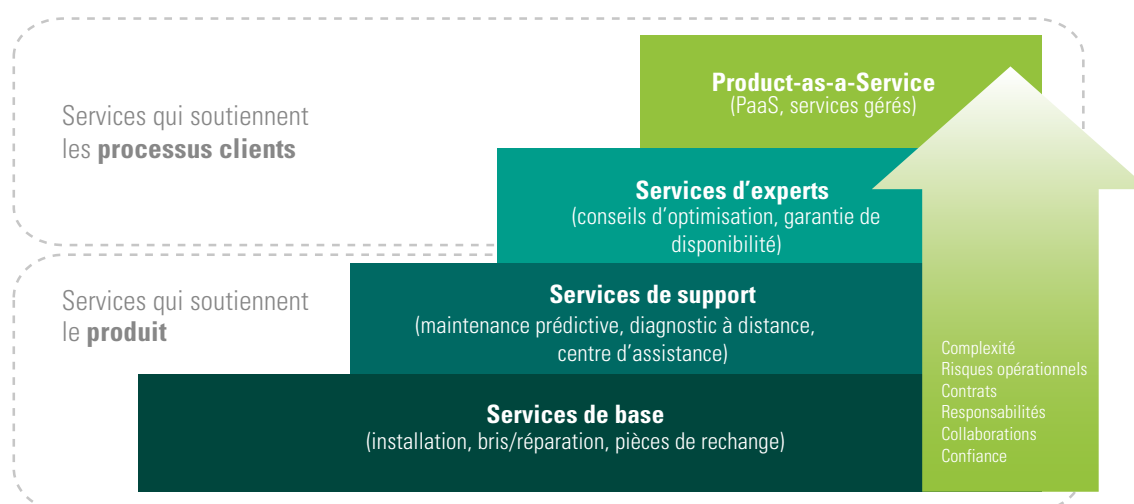 Product-as-a-Service
(PaaS, services gérés)
Services qui soutiennent
les processus clients
Services d’experts
(conseils d’optimisation, garantie de
disponibilité)
Services qui soutiennent
le produit
Services de support
(maintenance prédictive, diagnostic à distance,
centre d’assistance)
Services de base
(installation, bris/réparation, pièces de rechange)
Complexité
Risques opérationnels
Contrats
Responsabilités
Collaborations
Confiance